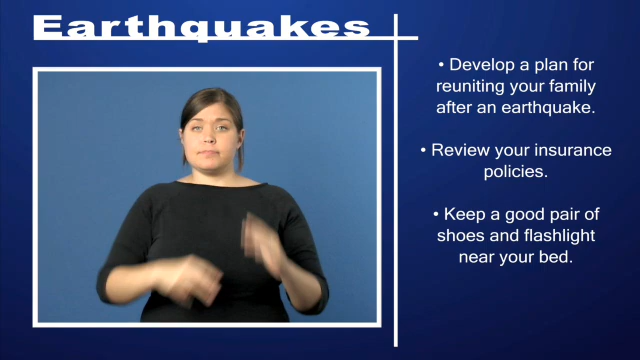 Earthquakes
• Develop a plan for
reuniting your family
after an earthquake.
• Review your insurance
policies.
• Keep a good pair of
shoes and flashlight
near your bed.